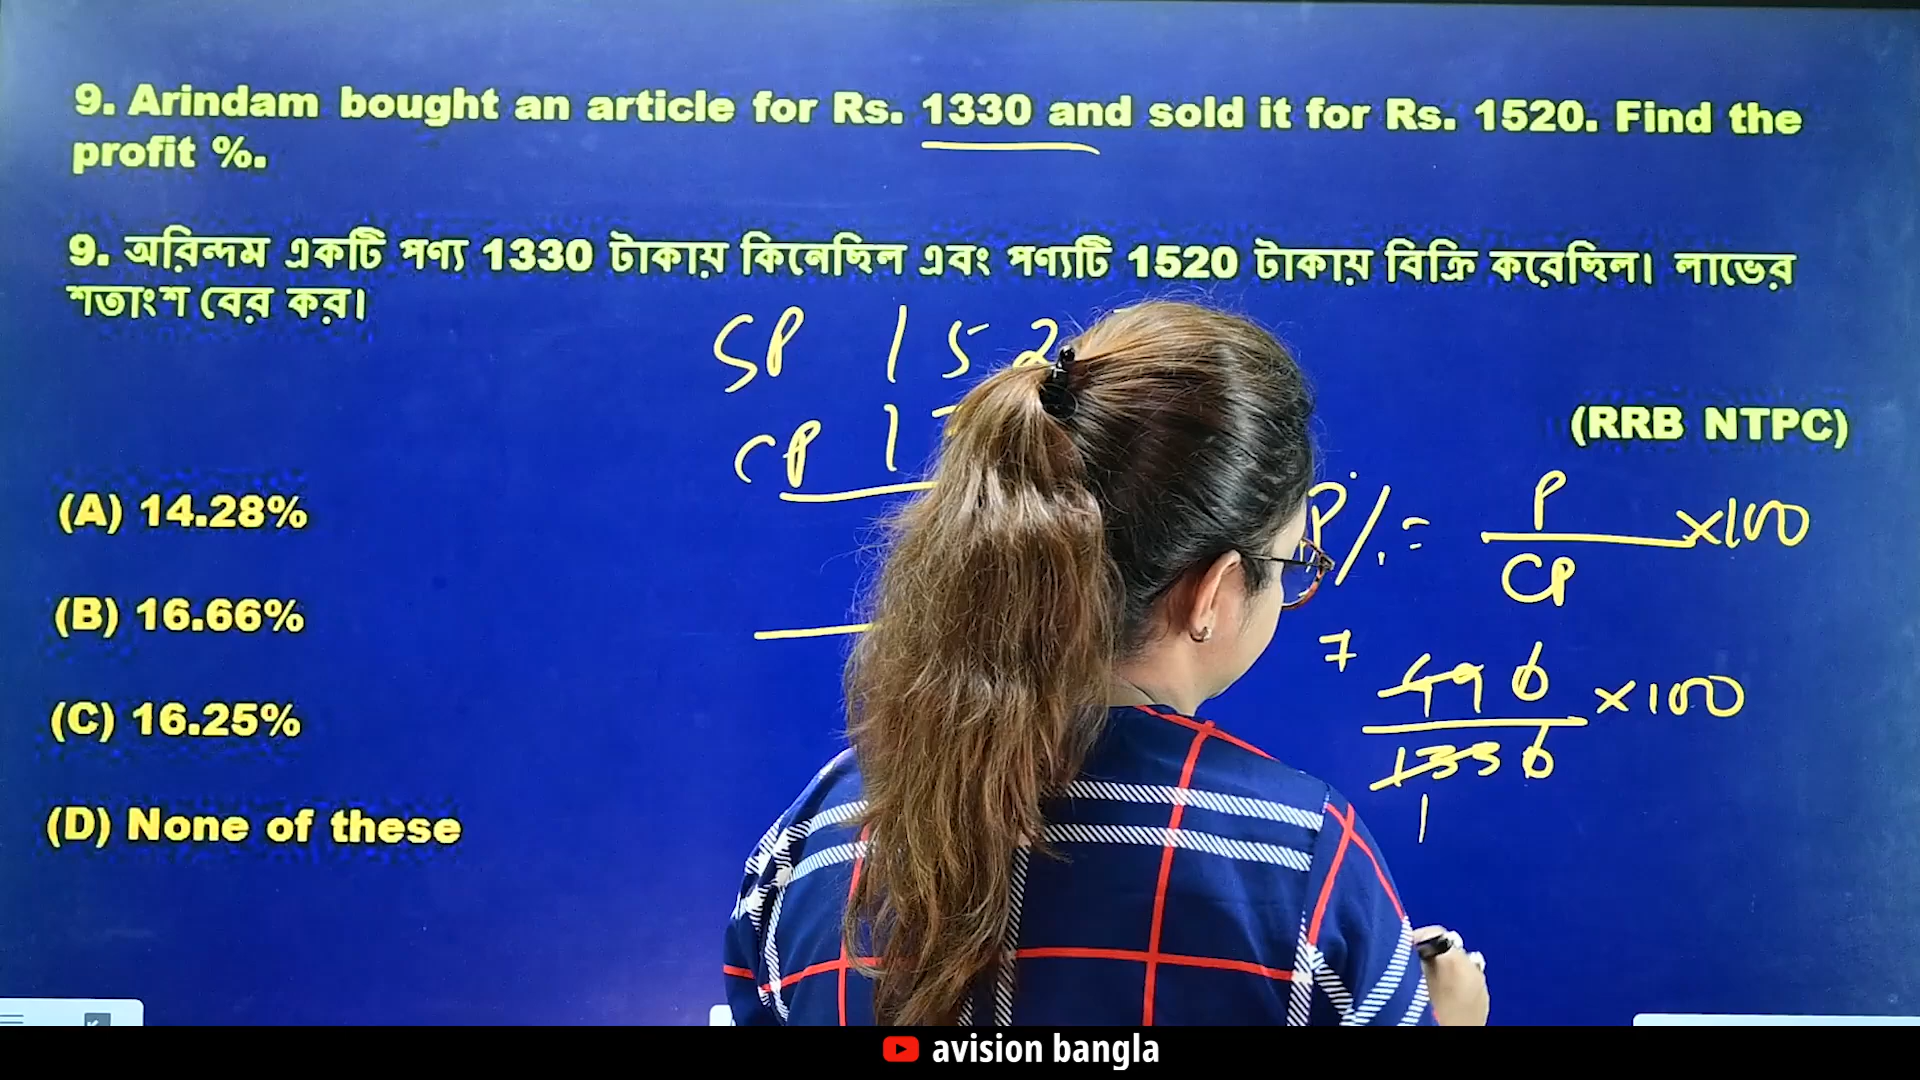 9. Arindam bought an article for Rs. 1330 and sold it for Rs. 1520. Find the
profit %.
9. অরিন্দম একটি পণ্য 1330 টাকায় কিনেছিল এবং পণ্যটি 1520 টাকায় বিক্রি করেছিল। লাভের
শতাংশ বের কর।
SP 152
CP 1
(RRB NTPC)
(A) 14.28%
(B) 16.66%
(C) 16.25%
(D) None of these
P%= P/CP ×100
7
×100
1330
1
avision bangla